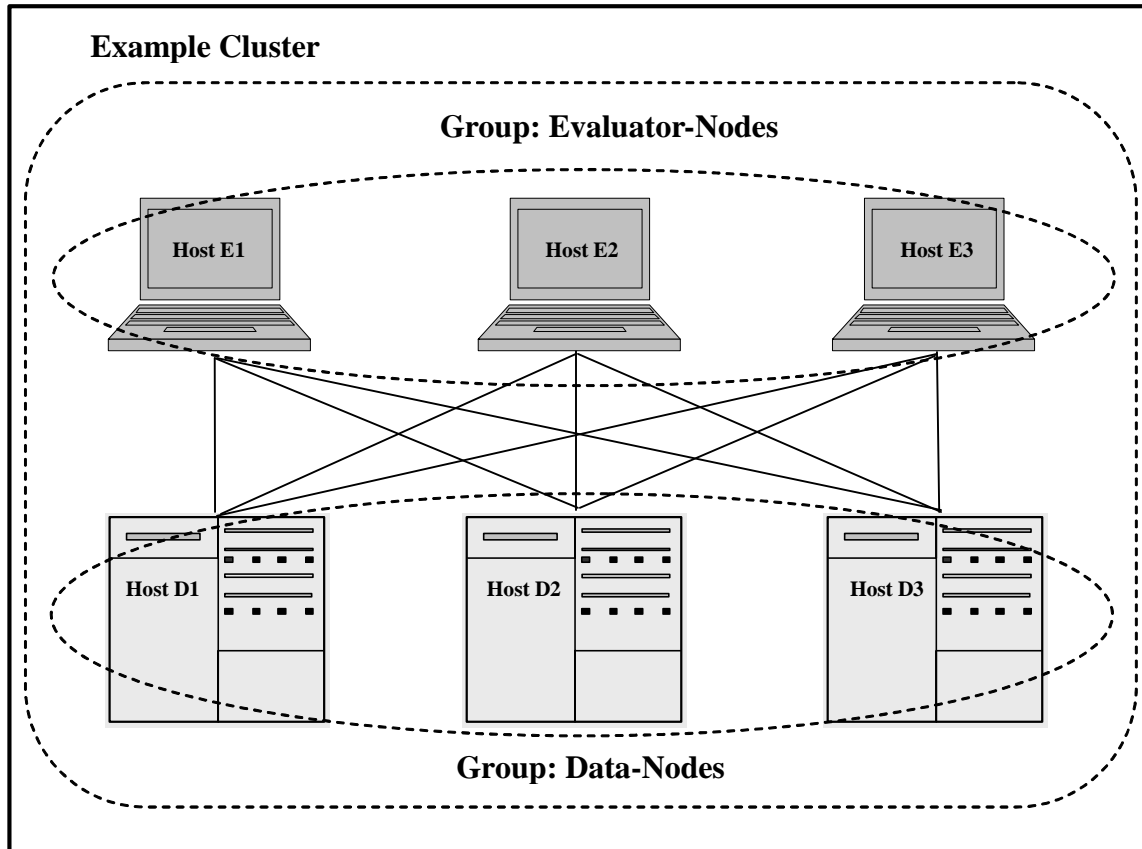 Example Cluster
Group: Evaluator-Nodes
Host E1
Host E2
Host E3
Host D1
Host D2
Host D3
Group: Data-Nodes